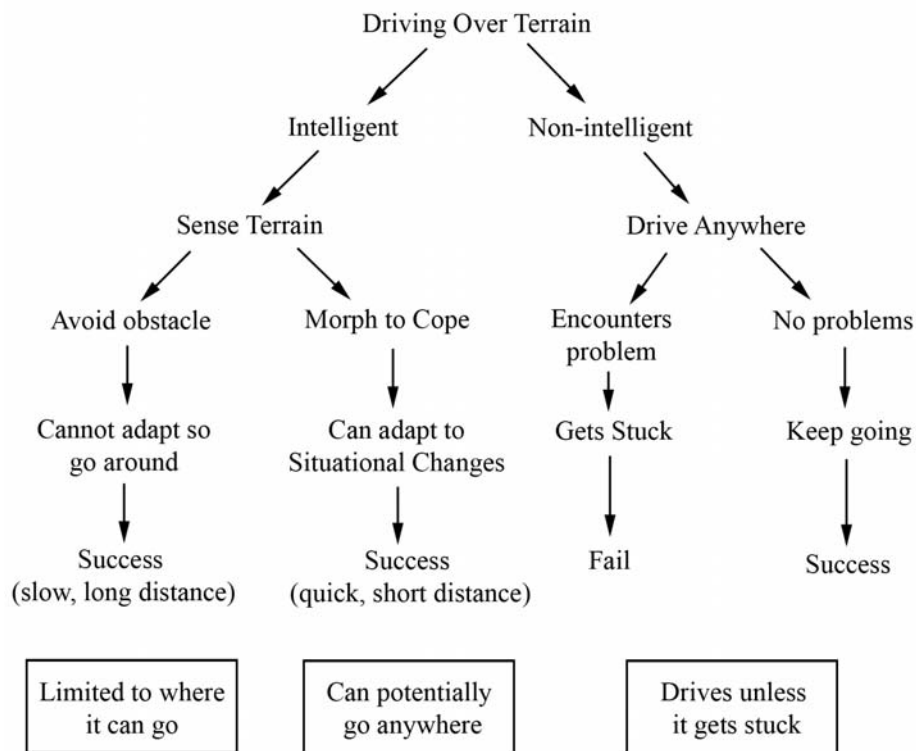 Driving Over Terrain
Intelligent
Non-intelligent
Sense Terrain
Drive Anywhere
Avoid obstacle
Morph to Cope
Encounters
problem
No problems
Cannot adapt so
go around
Can adapt to
Situational Changes
Gets Stuck
Keep going
Success
(slow, long distance)
Success
(quick, short distance)
Fail
Success
Limited to where
it can go
Can potentially
go anywhere
Drives unless
it gets stuck